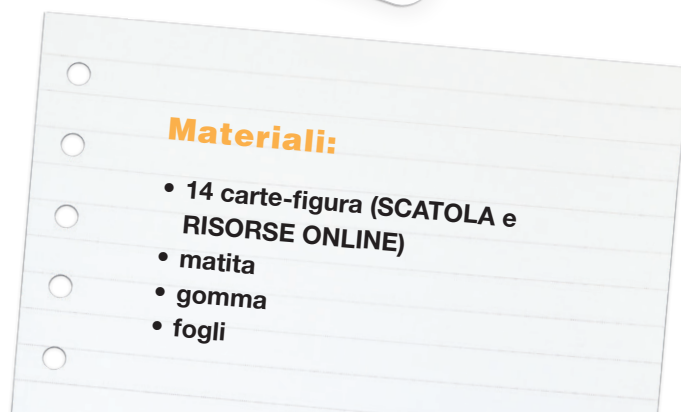 Materiali:
• 14 carte-figura (SCATOLA e
RISORSE ONLINE)
• matita
• gomma
• fogli